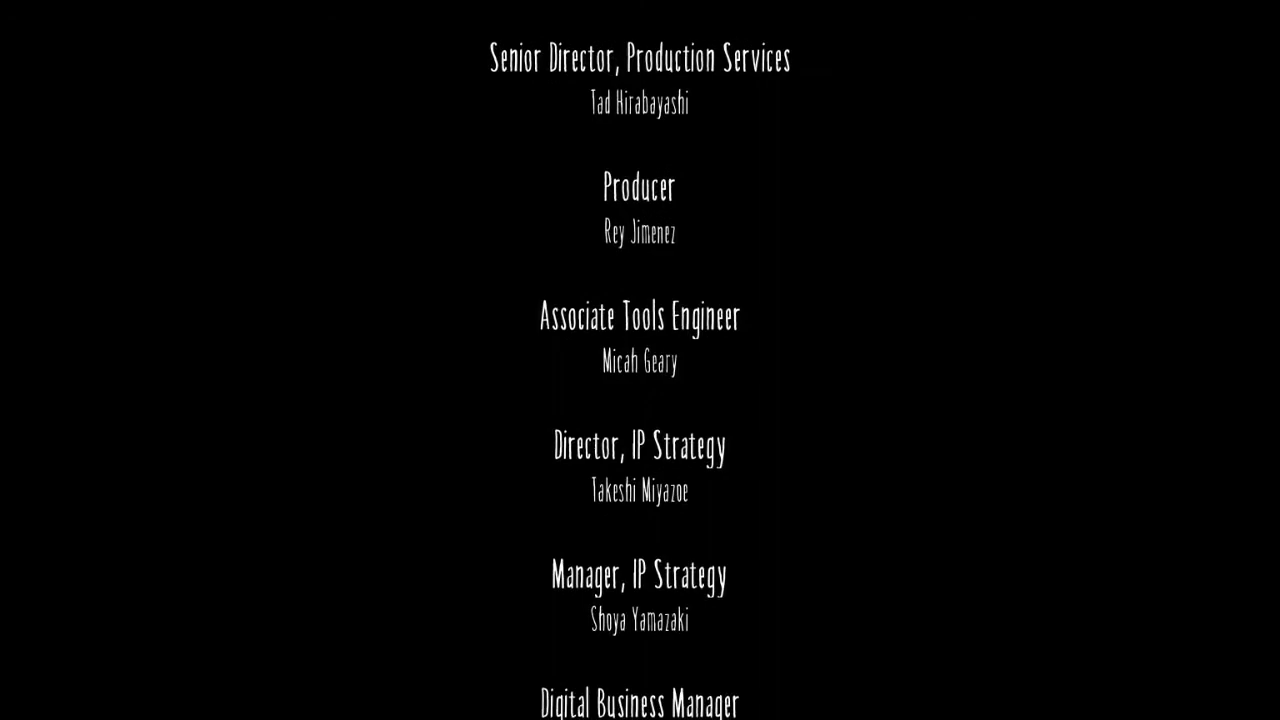 Senior Director, Production Services
Tad Hirabayashi
Producer
Rey Jimenez
Associate Tools Engineer
Micah Geary
Director, IP Strategy
Takeshi Miyazoe
Manager, IP Strategy
Shoya Yamazaki
Digital Business Manager